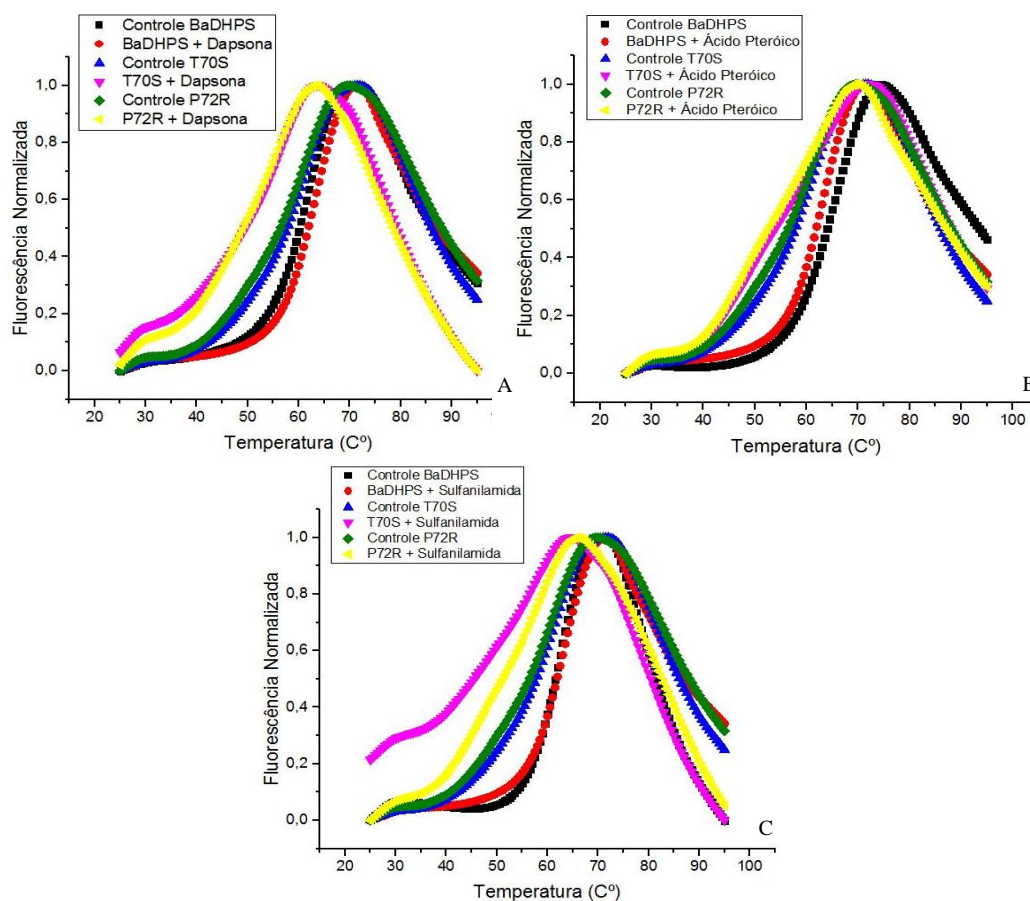 Controle BaDHPS
BaDHPS + Dapsona
Controle T70S
T70S + Dapsona
Controle P72R
P72R + Dapsona
Fluorescência Normalizada
1,0
0,8
0,6
0,4
0,2
0,0
20 30 40 50 60 70 80 90
Temperatura (Cº)
A
Controle BaDHPS
BaDHPS + Ácido Pteróico
Controle T70S
T70S + Ácido Pteróico
Controle P72R
P72R + Ácido Pteróico
Fluorescência Normalizada
1,0
0,8
0,6
0,4
0,2
0,0
20 30 40 50 60 70 80 90 100
Temperatura (Cº)
Controle BaDHPS
BaDHPS + Sulfanilamida
Controle T70S
T70S + Sulfanilamida
Controle P72R
P72R + Sulfanilamida
Fluorescência Normalizada
1,0
0,8
0,6
0,4
0,2
0,0
20 30 40 50 60 70 80 90 100
Temperatura (Cº)
C